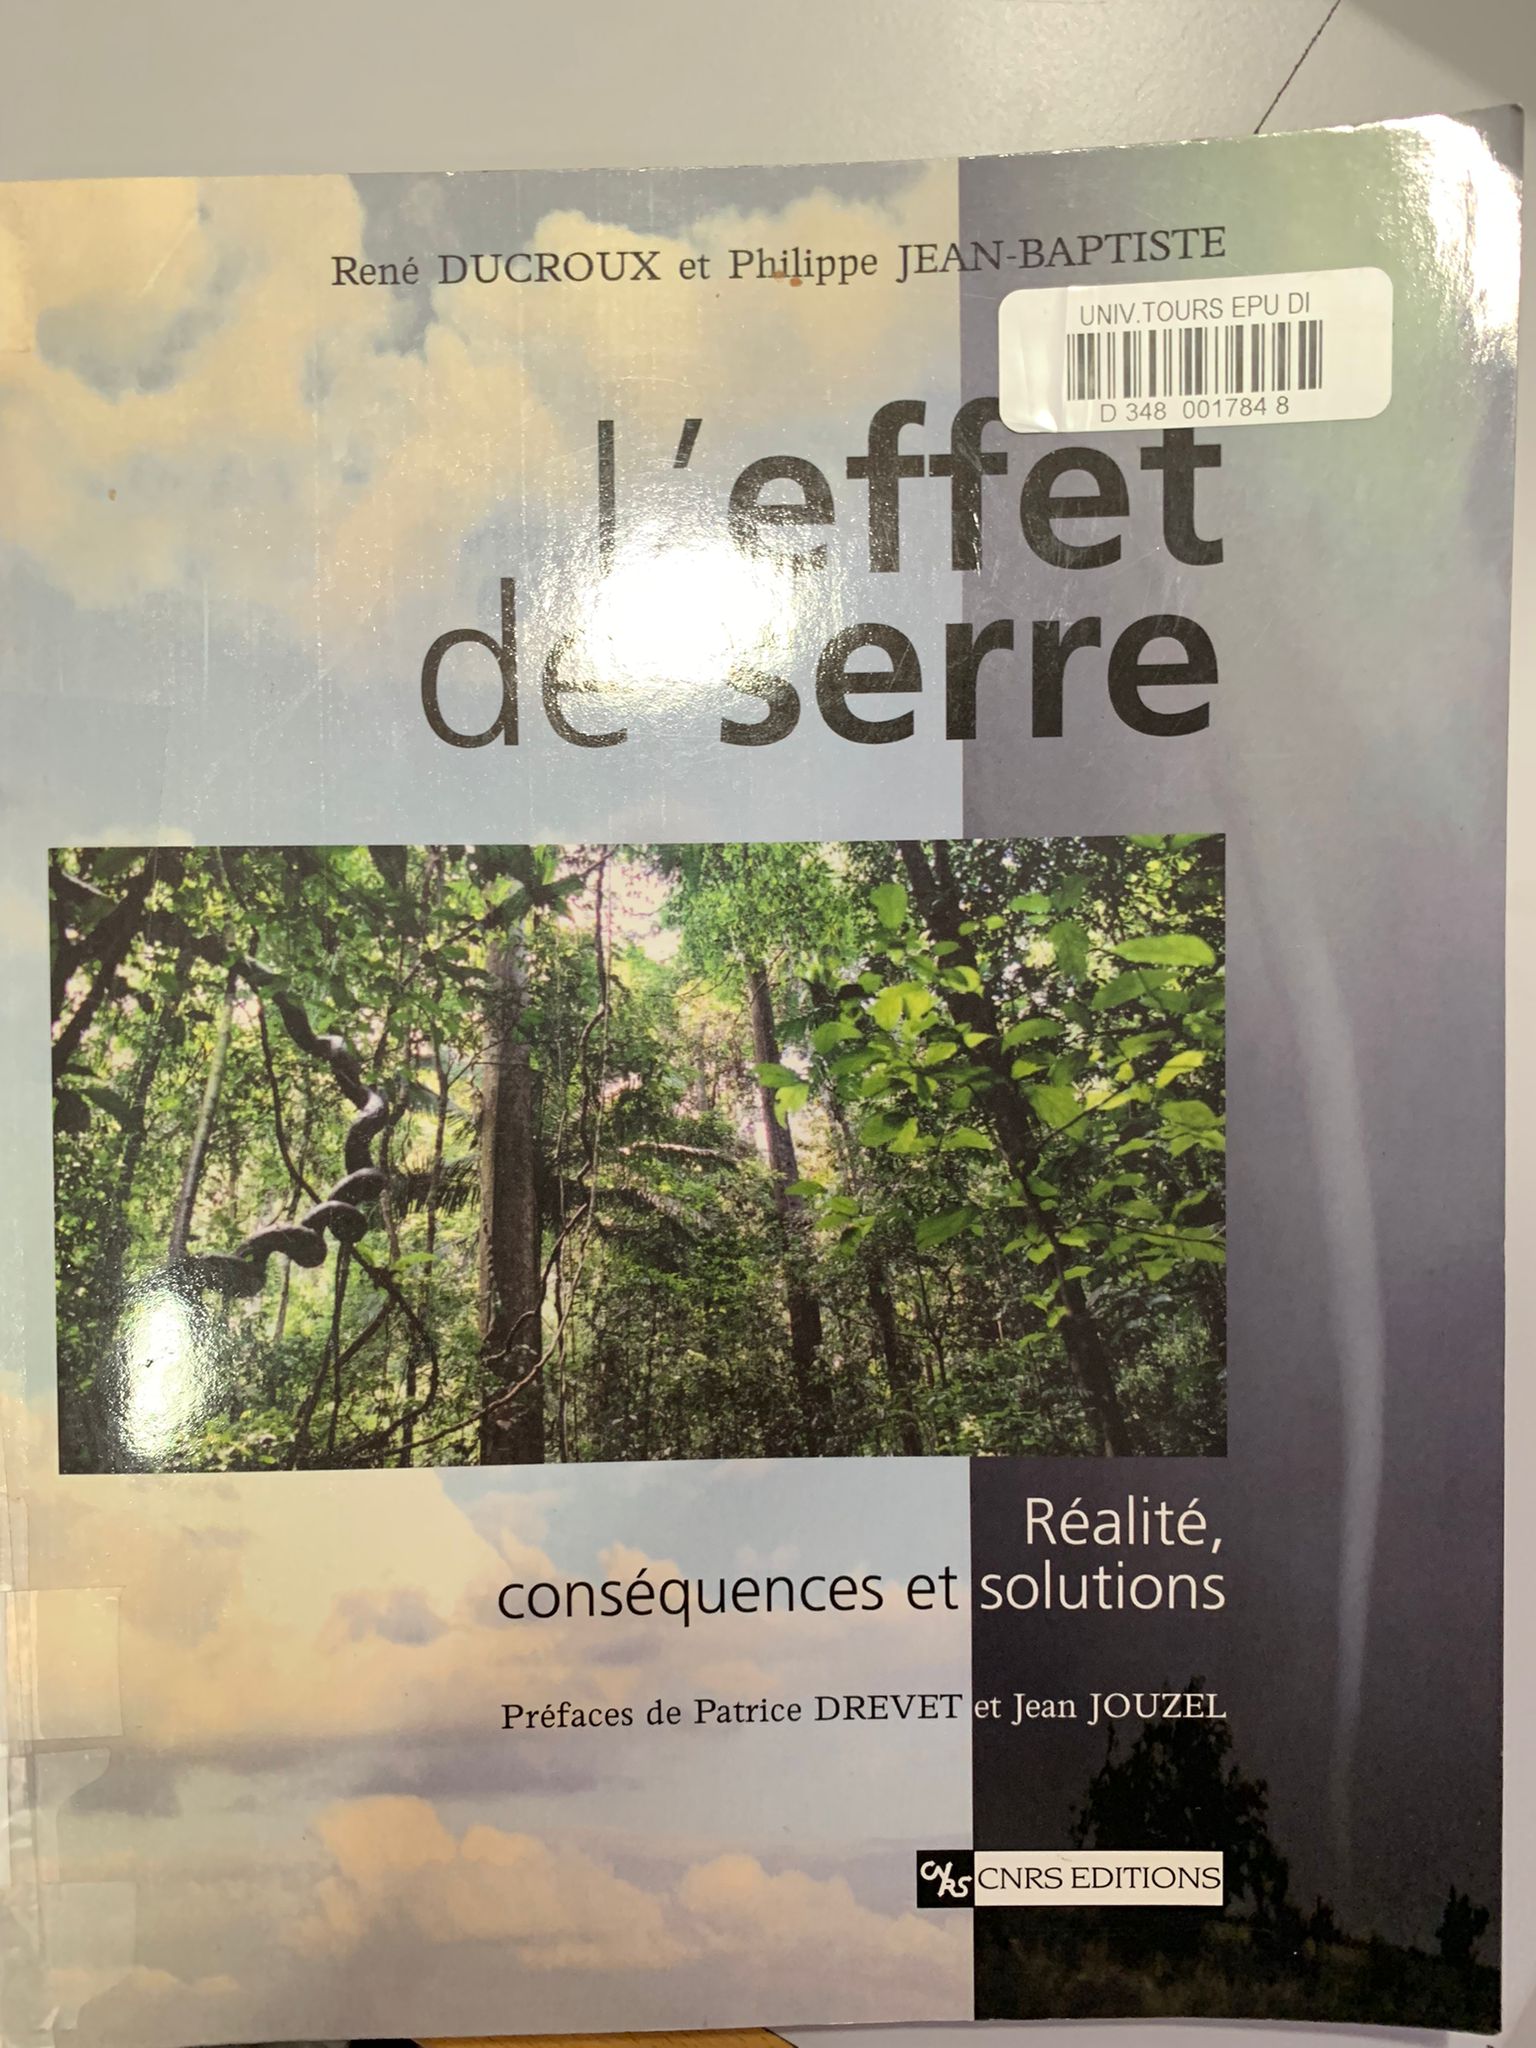 René DUCROUX et Philippe JEAN-BAPTISTE
UNIV.TOURS EPU DI
D 348 001784 8
l'effet
de serre
Réalité,
conséquences et solutions
Préfaces de Patrice DREVET et Jean JOUZEL
CNRS
CNRS EDITIONS